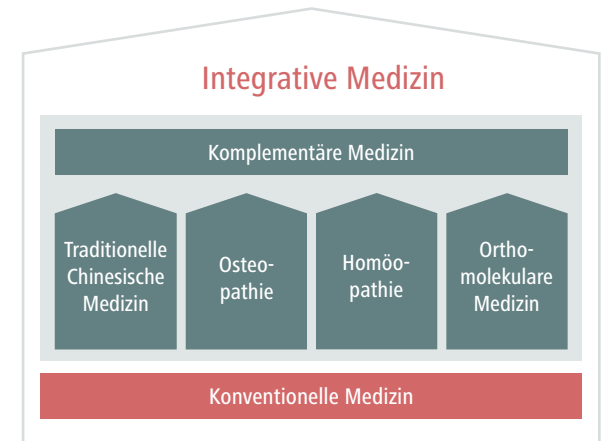 Integrative Medizin
Komplementäre Medizin
Traditionelle
Chinesische
Medizin
Osteo-
pathie
Homöo-
pathie
Ortho-
molekulare
Medizin
Konventionelle Medizin